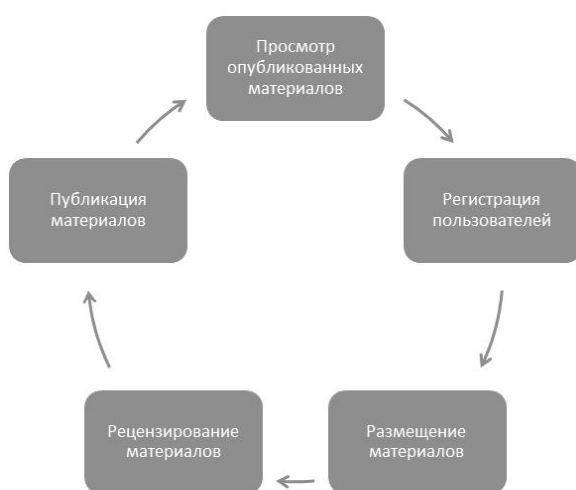 Просмотр
опубликованных
материалов
Регистрация
пользователей
Размещение
материалов
Рецензирование
материалов
Публикация
материалов